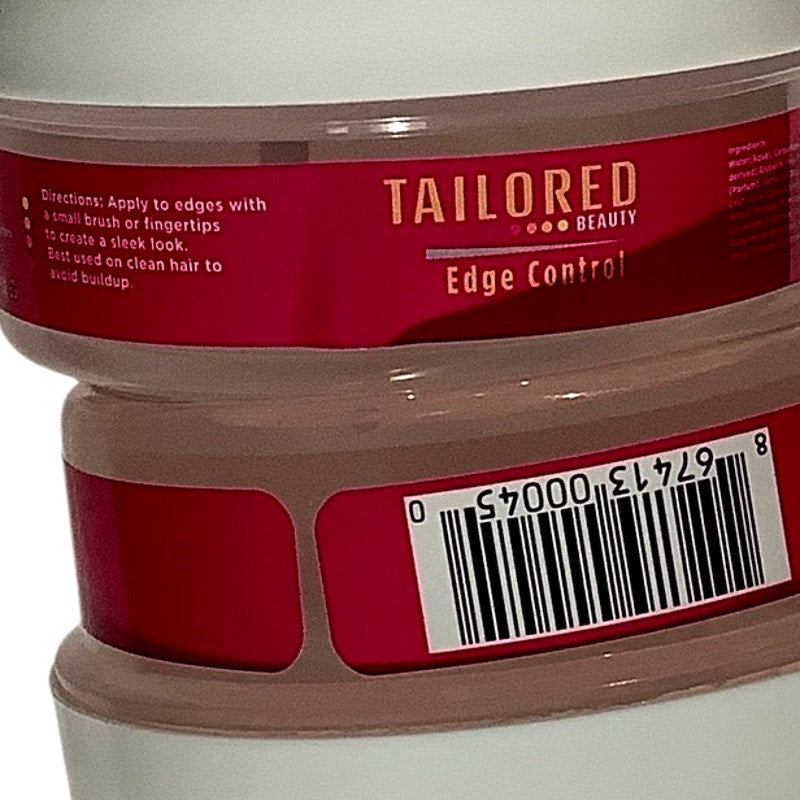 Directions: Apply to edges with
a small brush or fingertips
to create a sleek look.
Best used on clean hair to
avoid buildup.
TAILORED
BEAUTY
Edge Control
Ingredients:
8 67413 00045 0